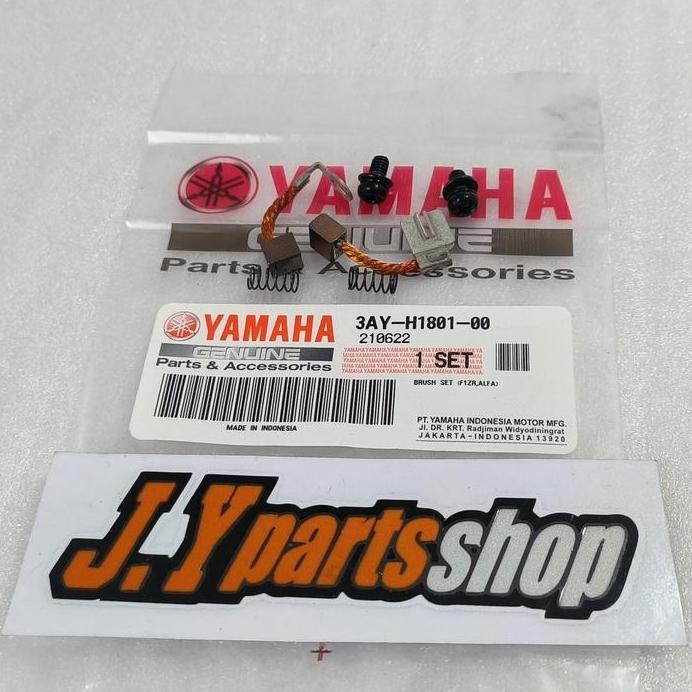 YAMAHA
GENUINE
Parts & Accessories
YAMAHA
GENUINE
Parts & Accessories
3AY-H1801-00
210622
1 SET
BRUSH SET (F1ZR,ALFA)
MADE IN INDONESIA
PT. YAMAHA INDONESIA MOTOR MFG.
Jl. DR. KRT. Radjiman Widyodiningrat
JAKARTA-INDONESIA 13920
J.Ypartsshop